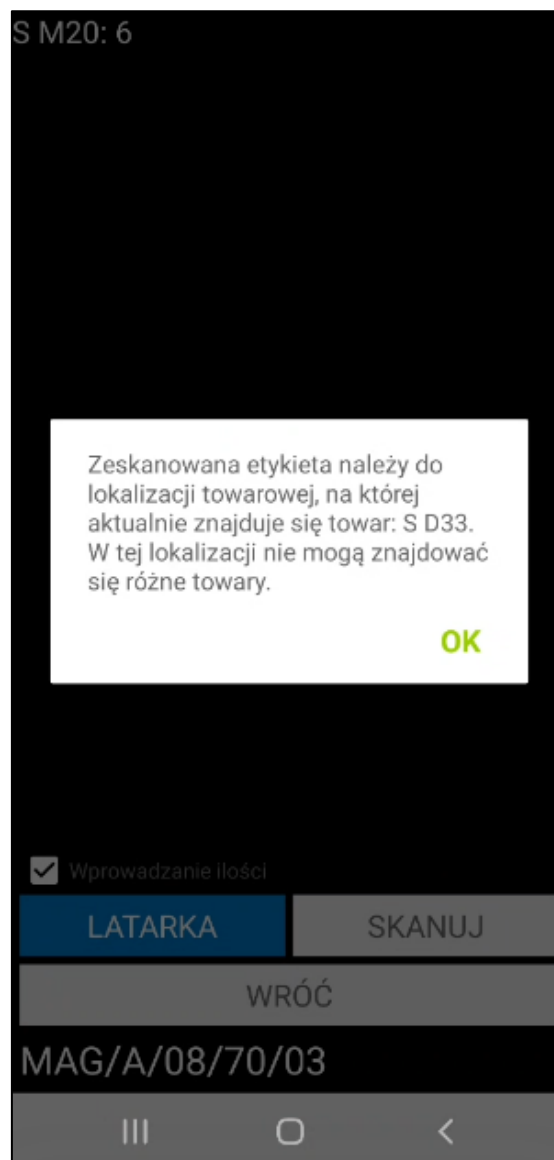 S M20: 6
Zeskanowana etykieta należy do
lokalizacji towarowej, na której
aktualnie znajduje się towar: S D33.
W tej lokalizacji nie mogą znajdować
się różne towary.
OK
Wprowadzanie ilości
LATARKA SKANUJ
WRÓĆ
MAG/A/08/70/03